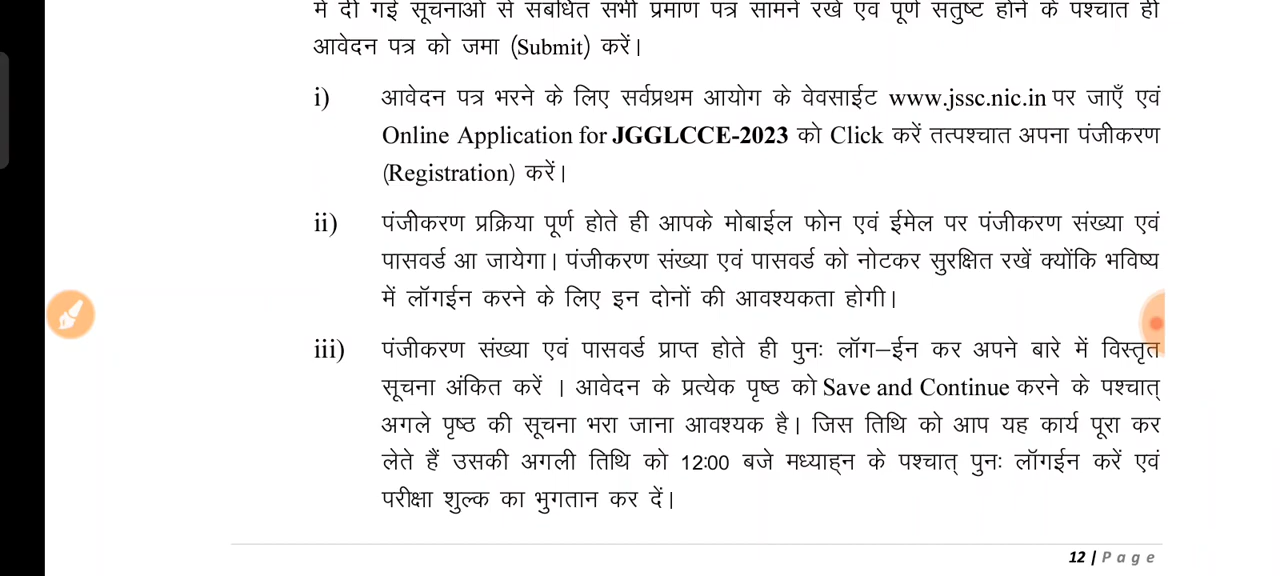 में दी गई सूचनाओं से संबंधित सभी प्रमाण पत्र सामने रखें एवं पूर्ण संतुष्ट होने के पश्चात ही
आवेदन पत्र को जमा (Submit) करें।
i) आवेदन पत्र भरने के लिए सर्वप्रथम आयोग के वेवसाईट www.jssc.nic.in पर जाएँ एवं
Online Application for JGGLCCE-2023 को Click करें तत्पश्चात अपना पंजीकरण
(Registration) करें।
ii) पंजीकरण प्रक्रिया पूर्ण होते ही आपके मोबाईल फोन एवं ईमेल पर पंजीकरण संख्या एवं
पासवर्ड आ जायेगा। पंजीकरण संख्या एवं पासवर्ड को नोटकर सुरक्षित रखें क्योंकि भविष्य
में लॉगईन करने के लिए इन दोनों की आवश्यकता होगी।
iii) पंजीकरण संख्या एवं पासवर्ड प्राप्त होते ही पुनः लॉग–ईन कर अपने बारे में विस्तृत
सूचना अंकित करें । आवेदन के प्रत्येक पृष्ठ को Save and Continue करने के पश्चात्
अगले पृष्ठ की सूचना भरा जाना आवश्यक है। जिस तिथि को आप यह कार्य पूरा कर
लेते हैं उसकी अगली तिथि को 12:00 बजे मध्याह्न के पश्चात् पुनः लॉगईन करें एवं
परीक्षा शुल्क का भुगतान कर दें।
12 | Page